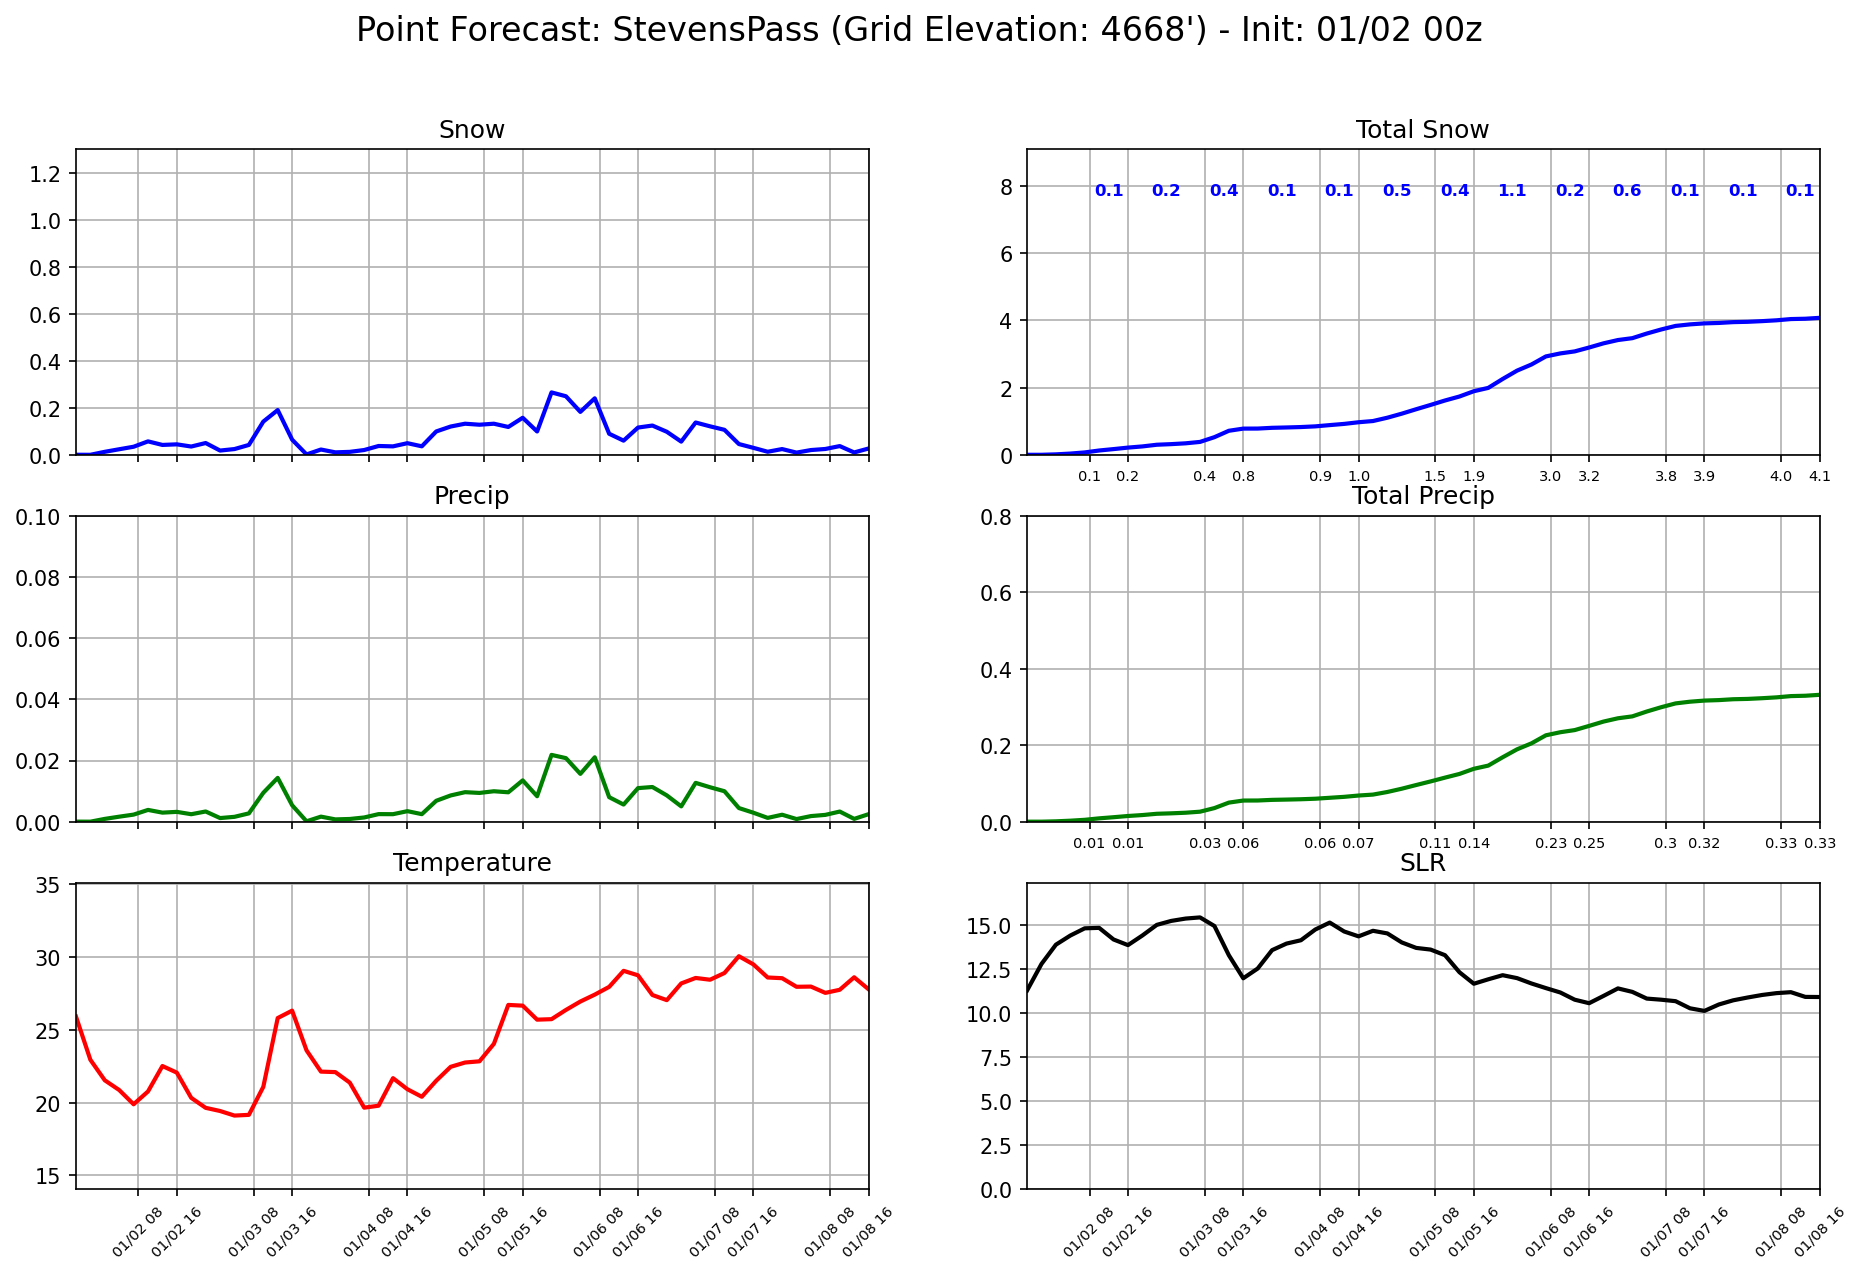 Point Forecast: StevensPass (Grid Elevation: 4668') - Init: 01/02 00z
Snow
1.2
1.0
0.8
0.6
0.4
0.2
0.0
Total Snow
8
6
4
2
0
0.1 0.2 0.4 0.1 0.1 0.5 0.4 1.1 0.2 0.6 0.1 0.1 0.1
0.1 0.2 0.4 0.8 0.9 1.0 1.5 1.9 3.0 3.2 3.8 3.9 4.0 4.1
Precip
0.10
0.08
0.06
0.04
0.02
0.00
Total Precip
0.8
0.6
0.4
0.2
0.0
0.01 0.01 0.03 0.06 0.06 0.07 0.11 0.14 0.23 0.25 0.3 0.32 0.33 0.33
Temperature
35
30
25
20
15
01/02 08 01/02 16 01/03 08 01/03 16 01/04 08 01/04 16 01/05 08 01/05 16 01/06 08 01/06 16 01/07 08 01/07 16 01/08 08 01/08 16
SLR
15.0
12.5
10.0
7.5
5.0
2.5
0.0
01/02 08 01/02 16 01/03 08 01/03 16 01/04 08 01/04 16 01/05 08 01/05 16 01/06 08 01/06 16 01/07 08 01/07 16 01/08 08 01/08 16